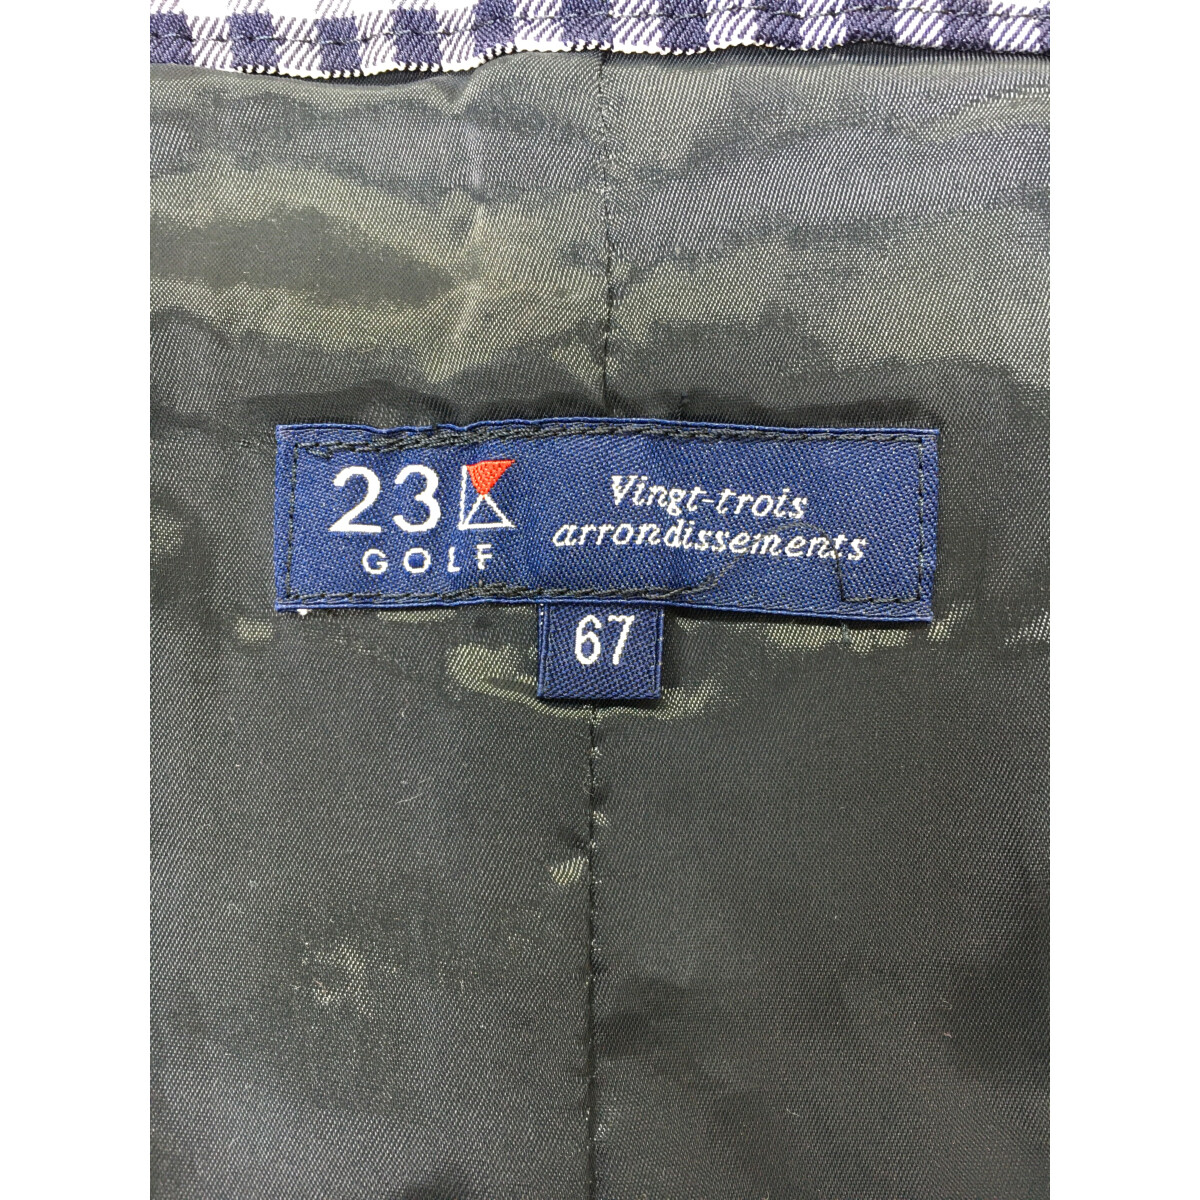 23
GOLF
Vingt-trois
arrondissements
67